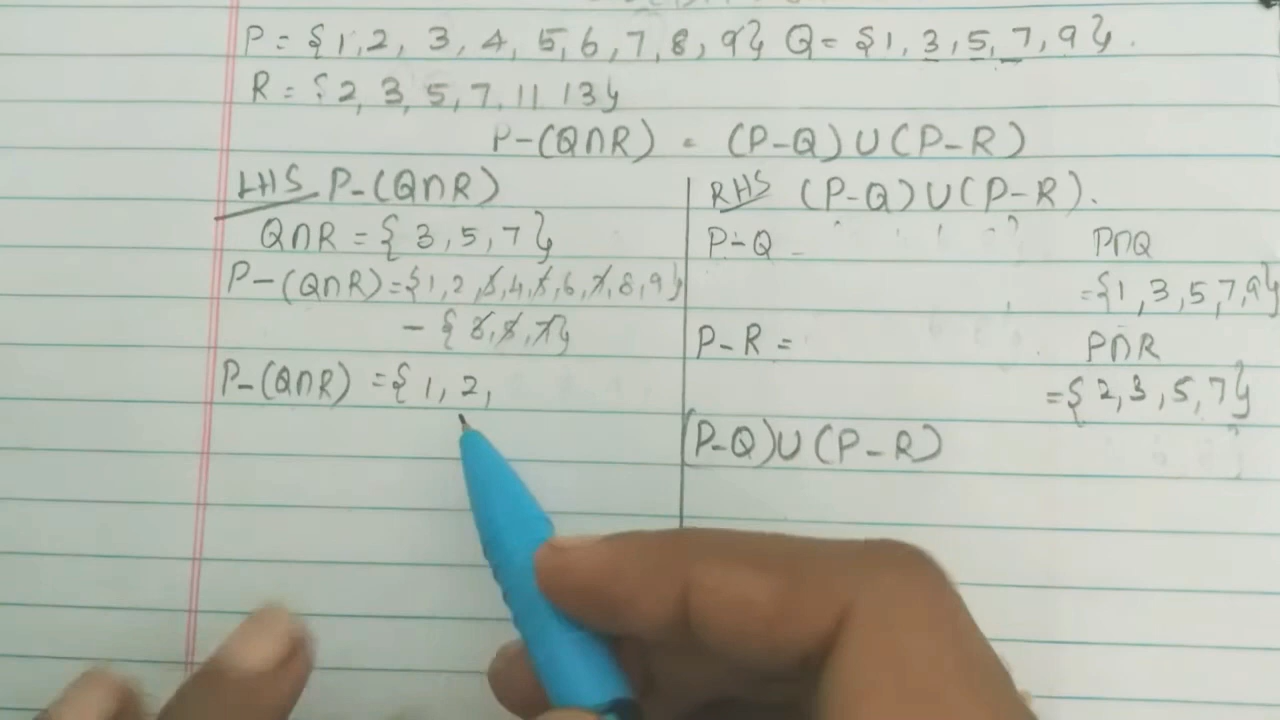 P = {1, 2, 3, 4, 5, 6, 7, 8, 9} Q = {1, 3, 5, 7, 9}.
R = {2, 3, 5, 7, 11 13}
P-(Q∩R) = (P-Q)∪(P-R)
LHS P-(Q∩R)
Q∩R = {3, 5, 7}
P-(Q∩R) = {1, 2, 3, 4, 5, 6, 7, 8, 9}
- {3, 5, 7}
P-(Q∩R) = {1, 2,
RHS (P-Q)∪(P-R).
P-Q - P∩Q
={1, 3, 5, 7, 9}
P-R = P∩R
={2, 3, 5, 7}
(P-Q)∪(P-R)